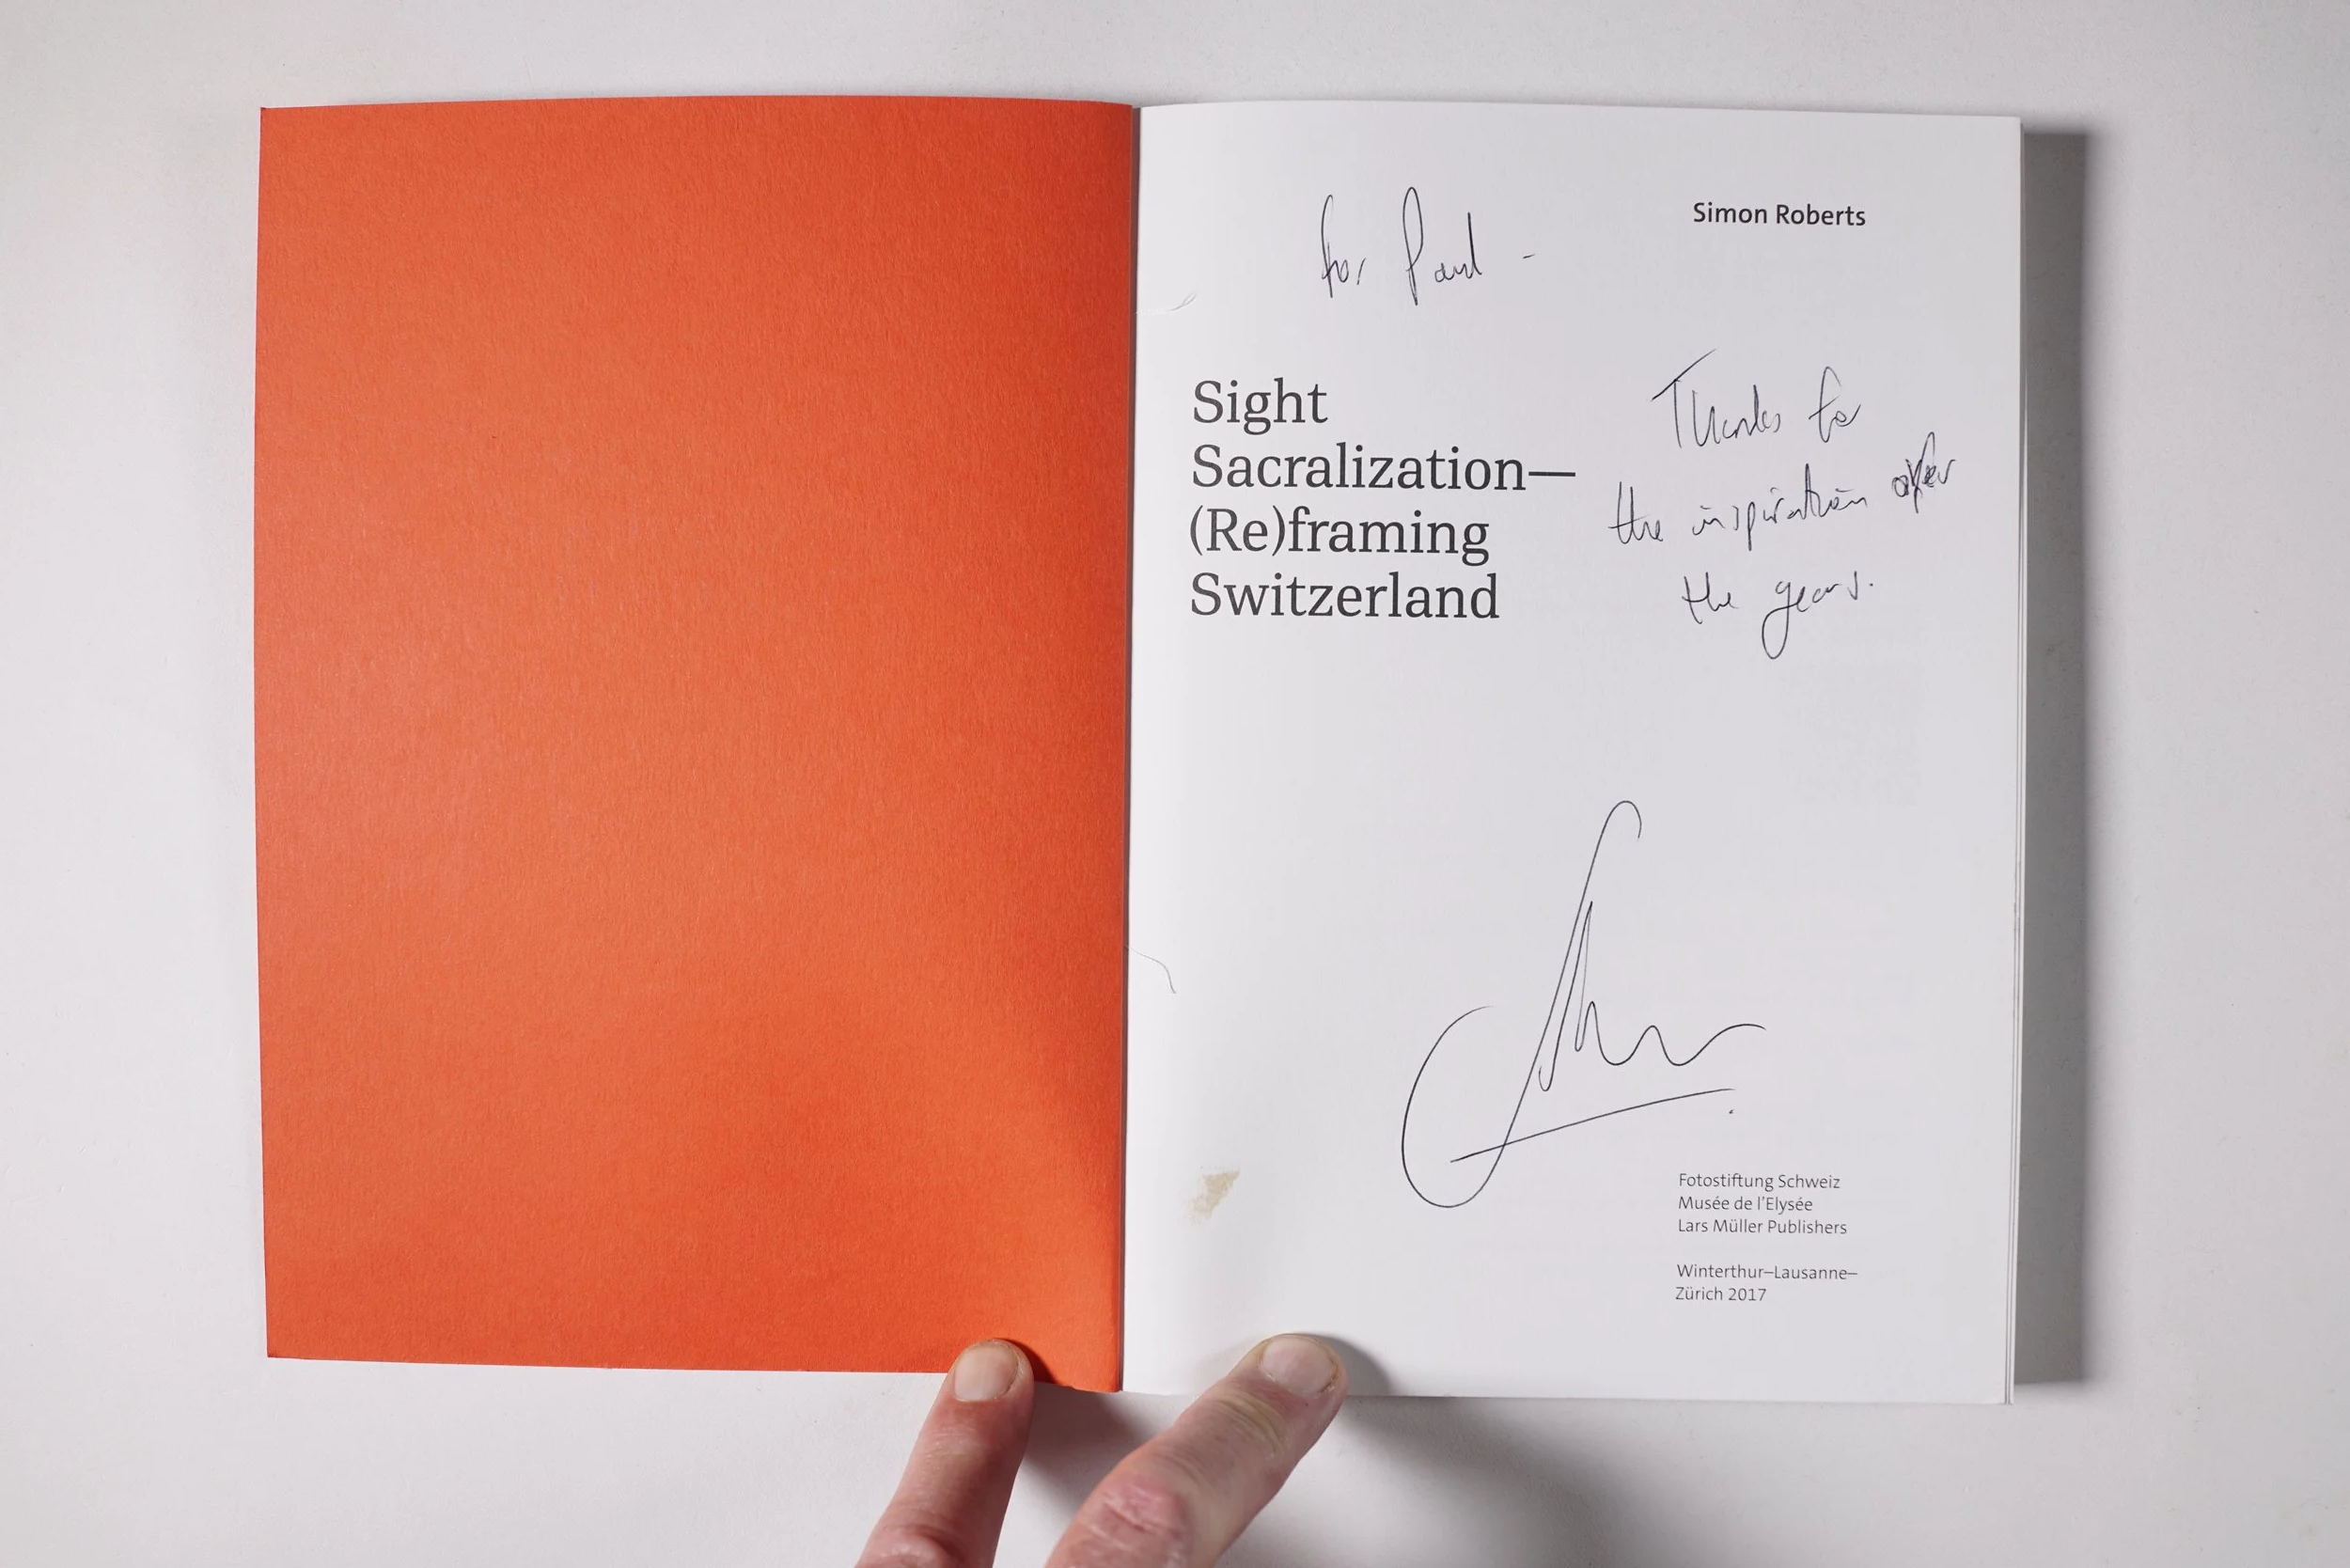 Simon Roberts
For Paul -
Sight
Sacralization—
(Re)framing
Switzerland
Thanks for
the inspiration over
the years.
Fotostiftung Schweiz
Musée de l'Elysée
Lars Müller Publishers
Winterthur–Lausanne–
Zürich 2017